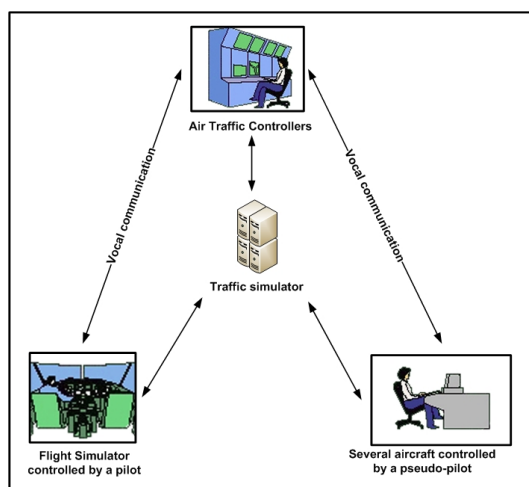 Air Traffic Controllers
Vocal communication
Vocal communication
Traffic simulator
Flight Simulator
controlled by a pilot
Several aircraft controlled
by a pseudo-pilot